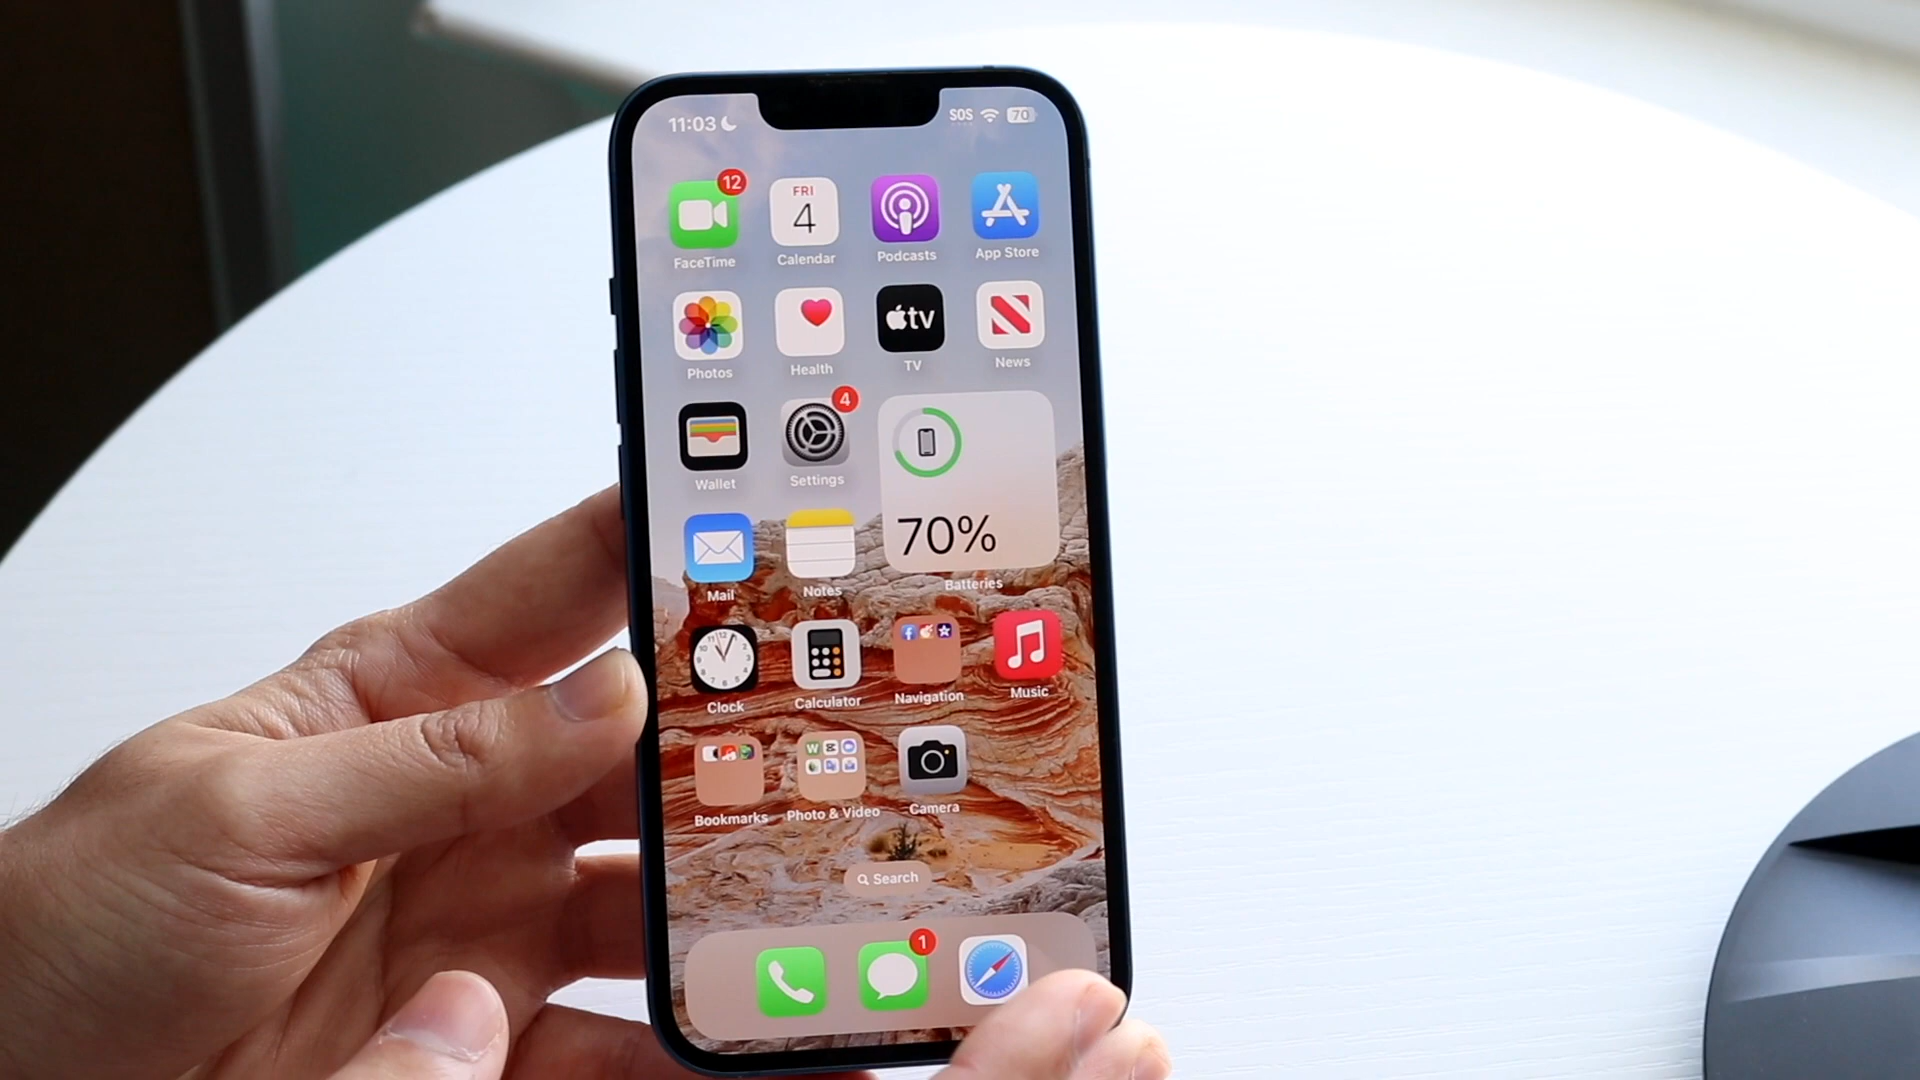 11:03 SOS 70
12
FRI
4
FaceTime Calendar Podcasts App Store
tv
Photos Health TV News
4
Wallet Settings
70%
Mail Notes Batteries
Clock Calculator Navigation Music
W
Bookmarks Photo & Video Camera
Search
1